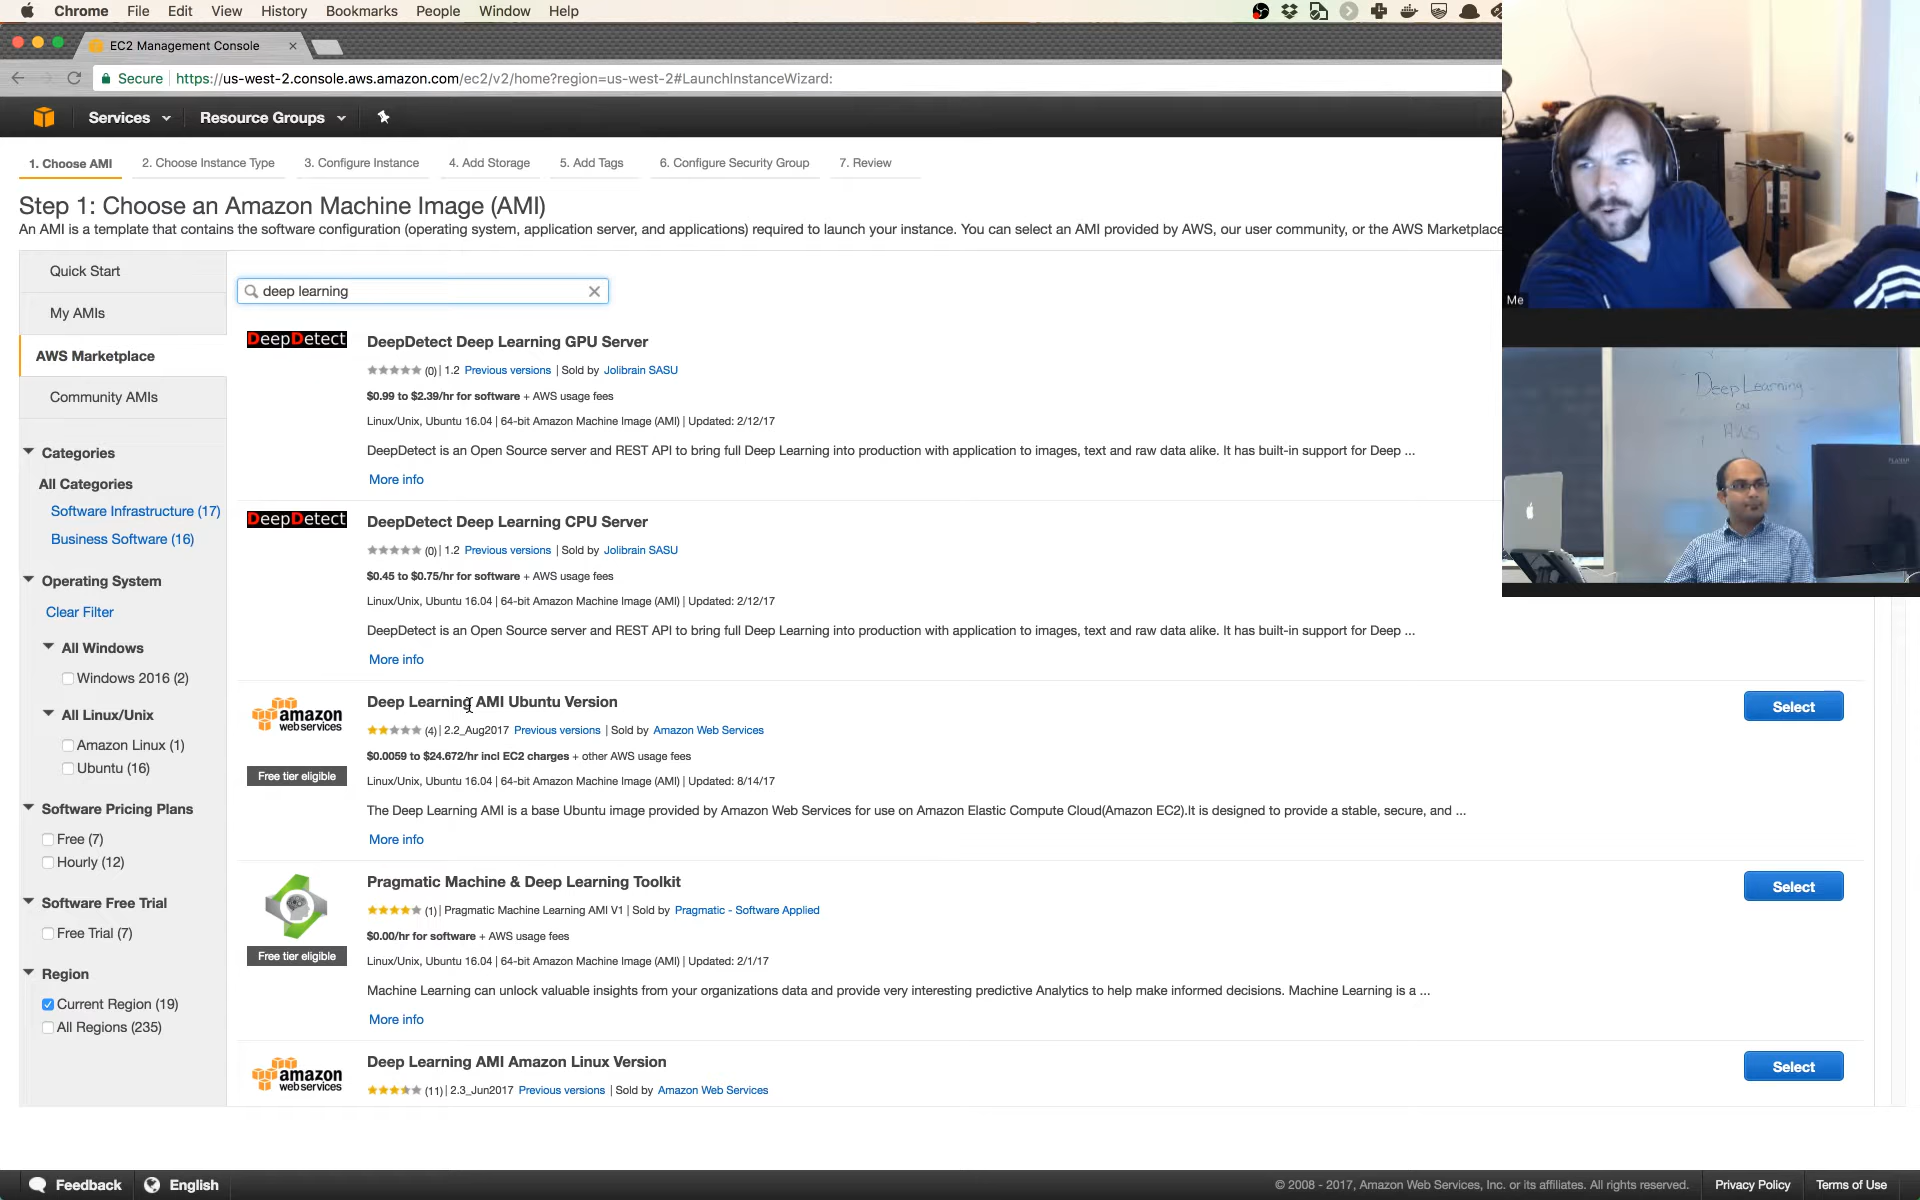 Chrome File Edit View History Bookmarks People Window Help
EC2 Management Console
Secure https://us-west-2.console.aws.amazon.com/ec2/v2/home?region=us-west-2#LaunchInstanceWizard:
Services Resource Groups
1. Choose AMI 2. Choose Instance Type 3. Configure Instance 4. Add Storage 5. Add Tags 6. Configure Security Group 7. Review
Step 1: Choose an Amazon Machine Image (AMI)
An AMI is a template that contains the software configuration (operating system, application server, and applications) required to launch your instance. You can select an AMI provided by AWS, our user community, or the AWS Marketplace
Quick Start
My AMIs
AWS Marketplace
Community AMIs
Categories
All Categories
Software Infrastructure (17)
Business Software (16)
Operating System
Clear Filter
All Windows
Windows 2016 (2)
All Linux/Unix
Amazon Linux (1)
Ubuntu (16)
Software Pricing Plans
Free (7)
Hourly (12)
Software Free Trial
Free Trial (7)
Region
Current Region (19)
All Regions (235)
deep learning
DeepDetect
DeepDetect Deep Learning GPU Server
(0) | 1.2 Previous versions | Sold by Jolibrain SASU
$0.99 to $2.39/hr for software + AWS usage fees
Linux/Unix, Ubuntu 16.04 | 64-bit Amazon Machine Image (AMI) | Updated: 2/12/17
DeepDetect is an Open Source server and REST API to bring full Deep Learning into production with application to images, text and raw data alike. It has built-in support for Deep ...
More info
DeepDetect
DeepDetect Deep Learning CPU Server
(0) | 1.2 Previous versions | Sold by Jolibrain SASU
$0.45 to $0.75/hr for software + AWS usage fees
Linux/Unix, Ubuntu 16.04 | 64-bit Amazon Machine Image (AMI) | Updated: 2/12/17
DeepDetect is an Open Source server and REST API to bring full Deep Learning into production with application to images, text and raw data alike. It has built-in support for Deep ...
More info
amazon
webservices
Free tier eligible
Deep Learning AMI Ubuntu Version
(4) | 2.2_Aug2017 Previous versions | Sold by Amazon Web Services
$0.0059 to $24.672/hr incl EC2 charges + other AWS usage fees
Linux/Unix, Ubuntu 16.04 | 64-bit Amazon Machine Image (AMI) | Updated: 8/14/17
The Deep Learning AMI is a base Ubuntu image provided by Amazon Web Services for use on Amazon Elastic Compute Cloud(Amazon EC2).It is designed to provide a stable, secure, and ...
More info
Select
Free tier eligible
Pragmatic Machine & Deep Learning Toolkit
(1) | Pragmatic Machine Learning AMI V1 | Sold by Pragmatic - Software Applied
$0.00/hr for software + AWS usage fees
Linux/Unix, Ubuntu 16.04 | 64-bit Amazon Machine Image (AMI) | Updated: 2/1/17
Machine Learning can unlock valuable insights from your organizations data and provide very interesting predictive Analytics to help make informed decisions. Machine Learning is a ...
More info
Select
amazon
webservices
Deep Learning AMI Amazon Linux Version
(11) | 2.3_Jun2017 Previous versions | Sold by Amazon Web Services
Select
Me
Deep Learning
ON
AWS
Feedback English
© 2008 - 2017, Amazon Web Services, Inc. or its affiliates. All rights reserved. Privacy Policy Terms of Use